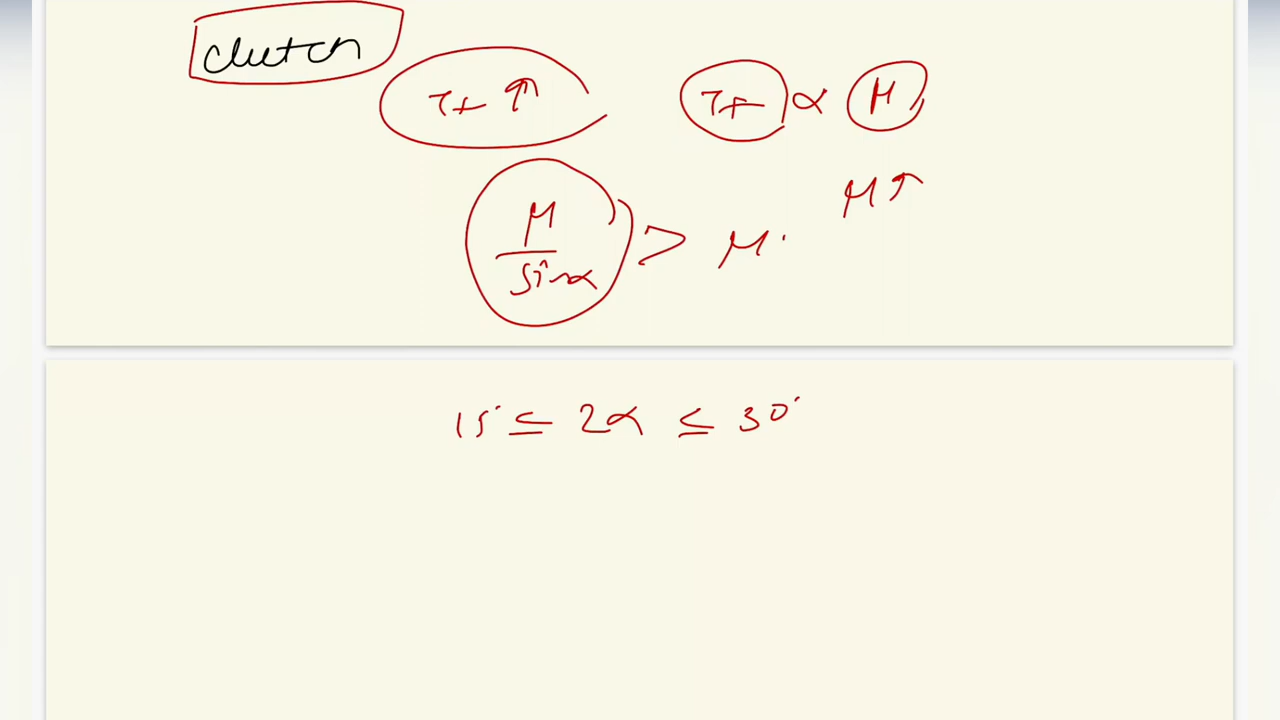 clutch
Tf ↑ Tf ∝ μ
μ ↑
μ / sinα > μ.
15° ≤ 2α ≤ 30°